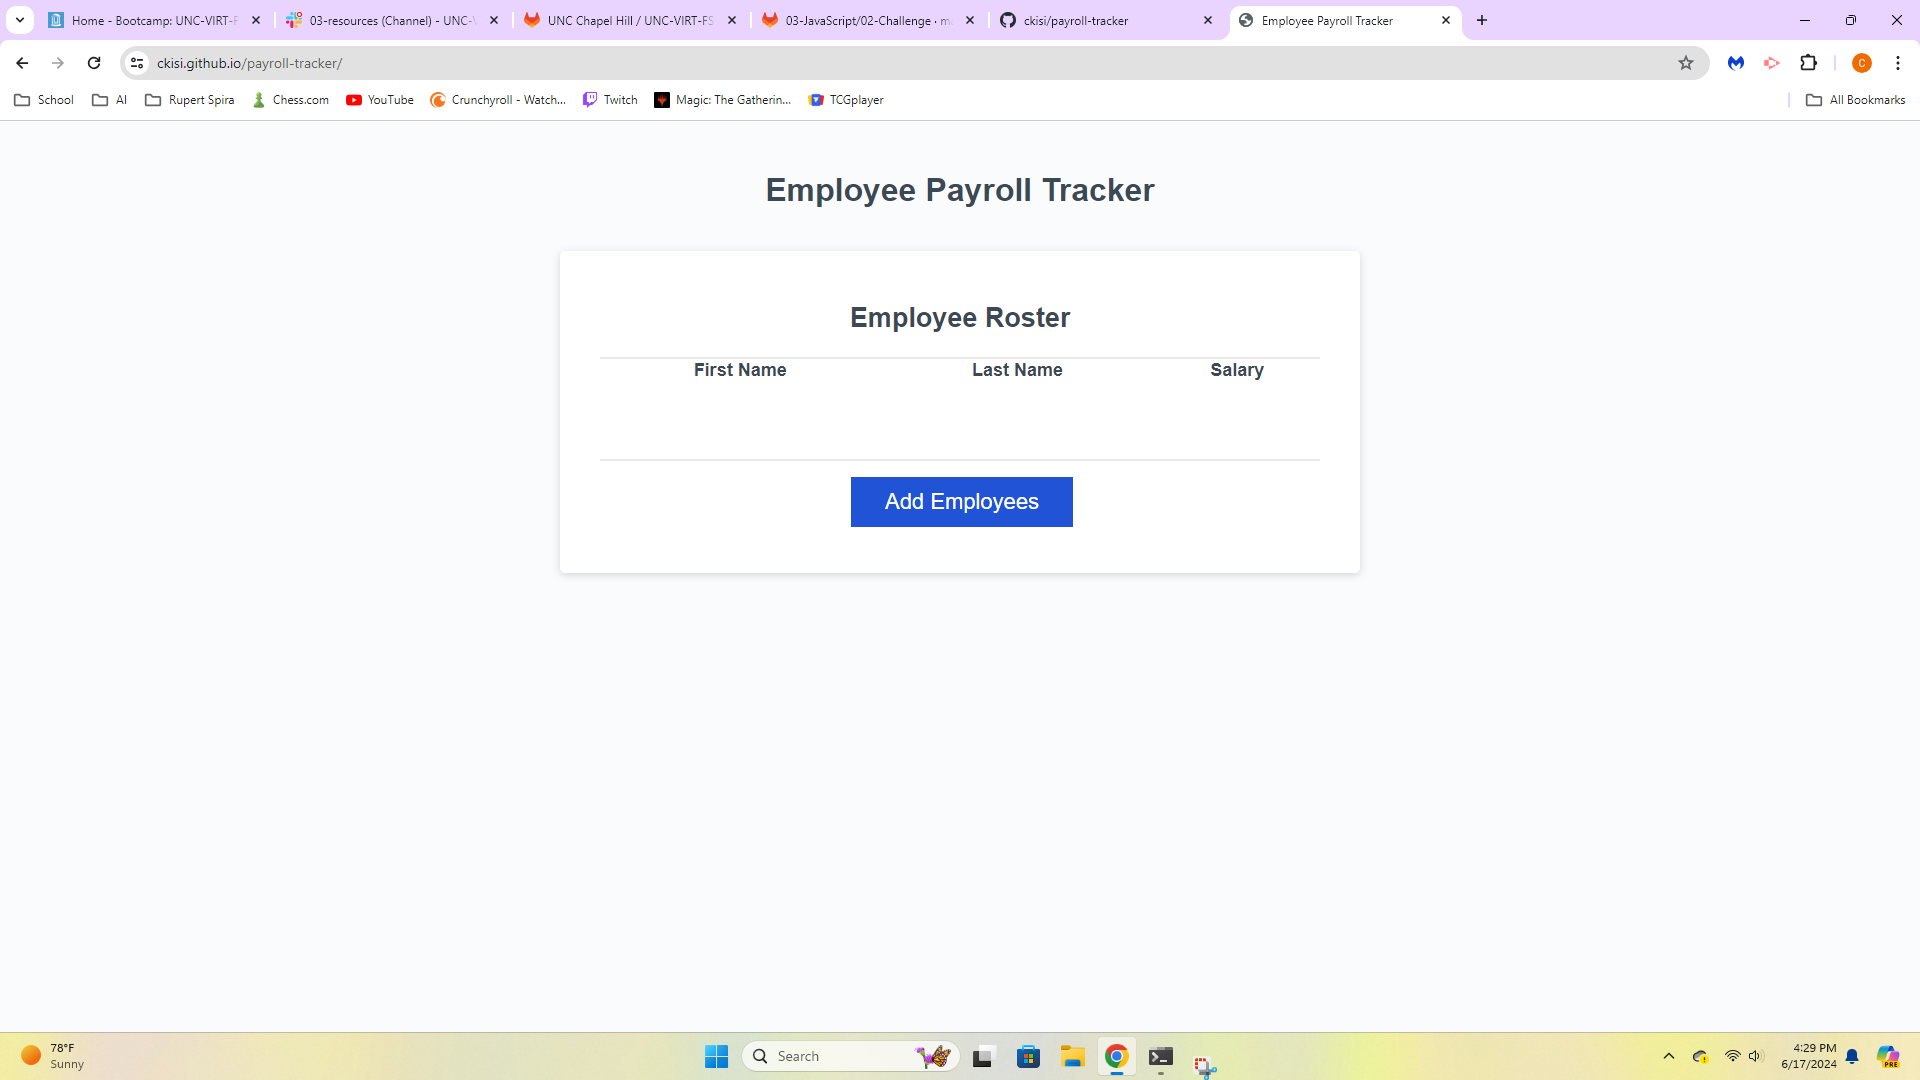 Home - Bootcamp: UNC-VIRT-F
03-resources (Channel) - UNC-V
UNC Chapel Hill / UNC-VIRT-FS
03-JavaScript/02-Challenge · ma
ckisi/payroll-tracker
Employee Payroll Tracker
ckisi.github.io/payroll-tracker/
C
School
AI
Rupert Spira
Chess.com
YouTube
Crunchyroll - Watch...
Twitch
Magic: The Gatherin...
TCGplayer
All Bookmarks
Employee Payroll Tracker
Employee Roster
First Name Last Name Salary
Add Employees
78°F
Sunny
Search
4:29 PM
6/17/2024
PRE